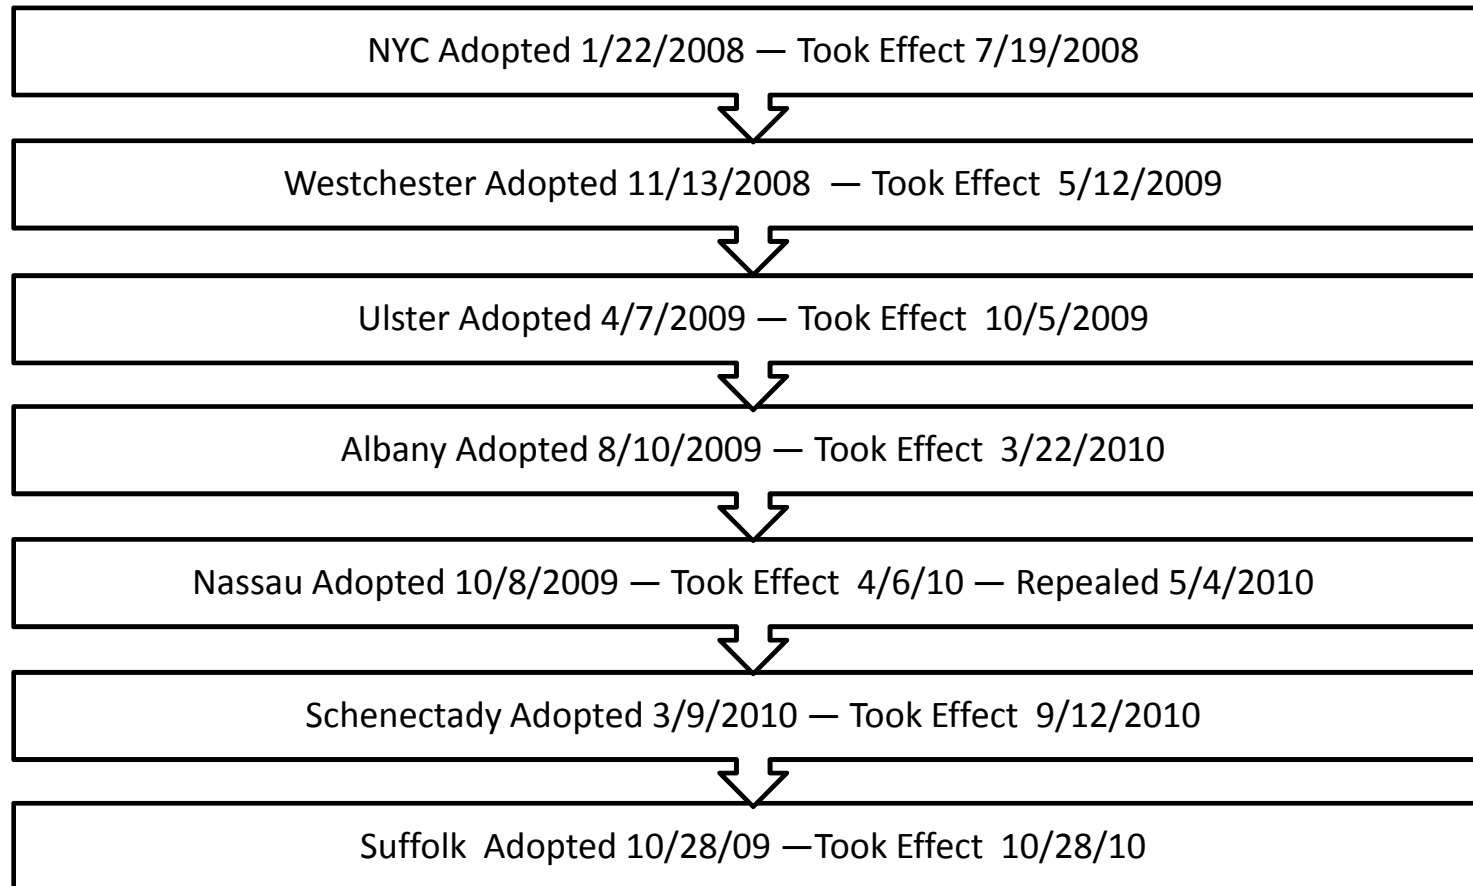 NYC Adopted 1/22/2008 — Took Effect 7/19/2008
Westchester Adopted 11/13/2008 — Took Effect 5/12/2009
Ulster Adopted 4/7/2009 — Took Effect 10/5/2009
Albany Adopted 8/10/2009 — Took Effect 3/22/2010
Nassau Adopted 10/8/2009 — Took Effect 4/6/10 — Repealed 5/4/2010
Schenectady Adopted 3/9/2010 — Took Effect 9/12/2010
Suffolk Adopted 10/28/09 —Took Effect 10/28/10